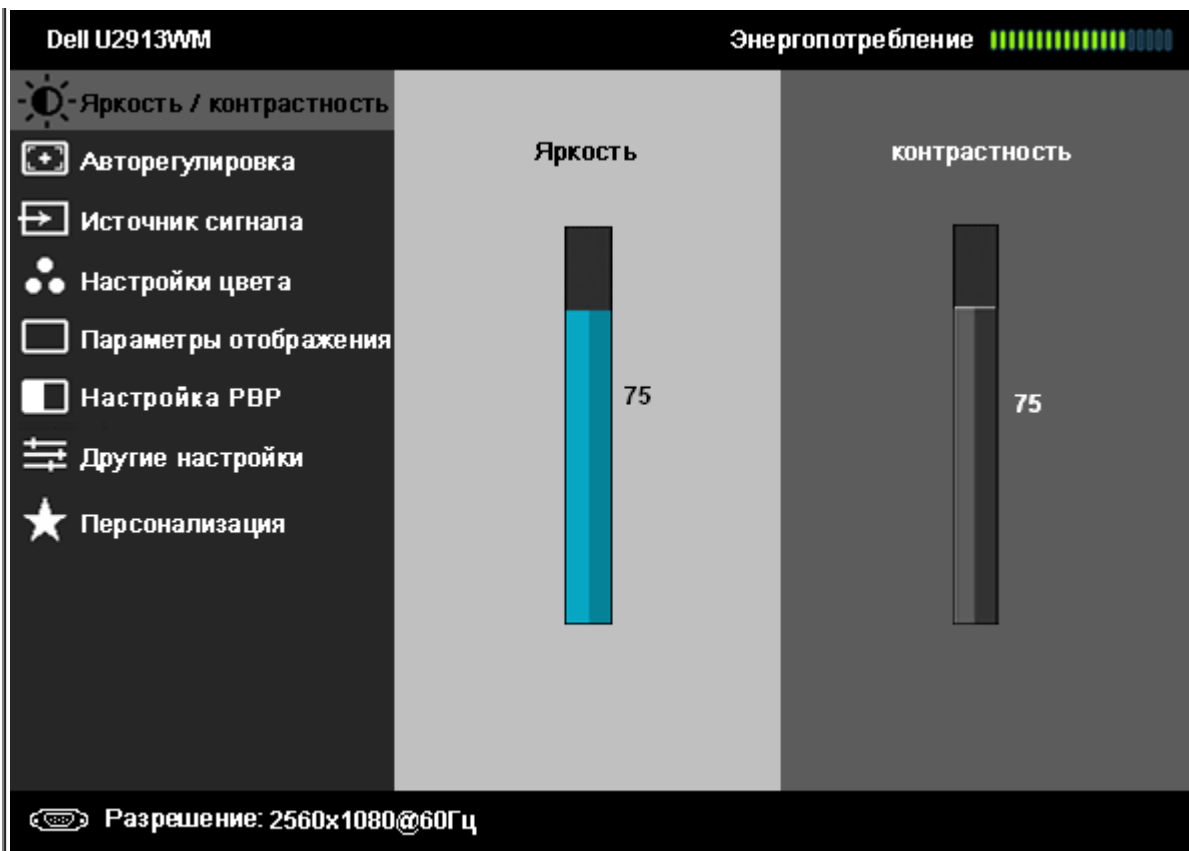 Dell U2913WM
Энергопотребление
Яркость / контрастность
Авторегулировка
Источник сигнала
Настройки цвета
Параметры отображения
Настройка PBP
Другие настройки
Персонализация
Яркость
75
контрастность
75
Разрешение: 2560x1080@60Гц